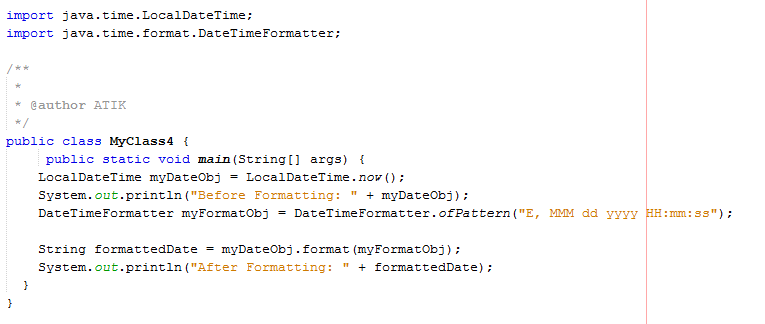 import java.time.LocalDateTime;
import java.time.format.DateTimeFormatter;
/**
 *
 * @author ATIK
 */
public class MyClass4 {
     public static void main(String[] args) {
    LocalDateTime myDateObj = LocalDateTime.now();
    System.out.println("Before Formatting: " + myDateObj);
    DateTimeFormatter myFormatObj = DateTimeFormatter.ofPattern("E, MMM dd yyyy HH:mm:ss");
    String formattedDate = myDateObj.format(myFormatObj);
    System.out.println("After Formatting: " + formattedDate);
  }
}